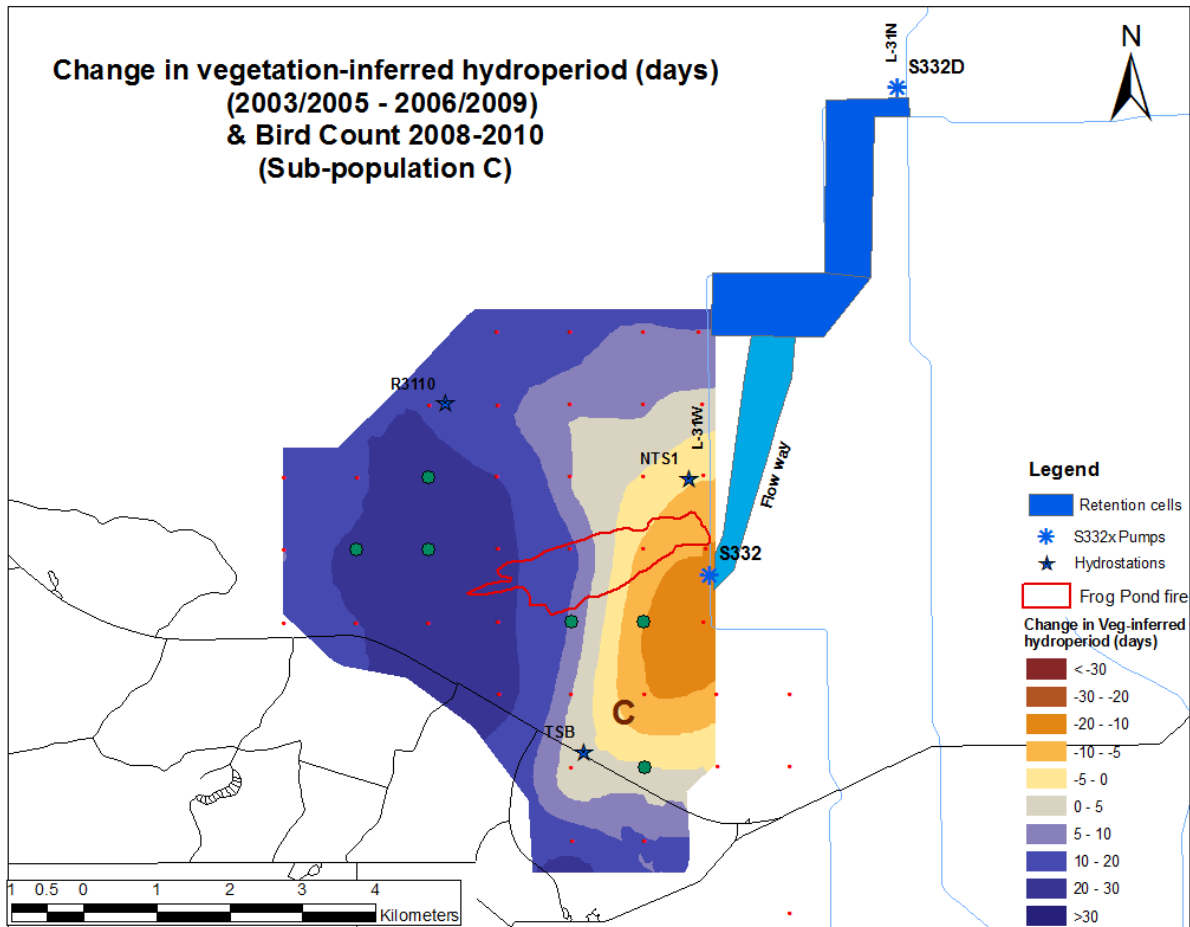 Change in vegetation-inferred hydroperiod (days)
(2003/2005 - 2006/2009)
& Bird Count 2008-2010
(Sub-population C)
L-31N
S332D
N
R3110
L-31W
NTS1
Flow way
S332
C
TSB
Legend
Retention cells
S332x Pumps
Hydrostations
Frog Pond fire
Change in Veg-inferred
hydroperiod (days)
< -30
-30 - -20
-20 - -10
-10 - -5
-5 - 0
0 - 5
5 - 10
10 - 20
20 - 30
>30
1 0.5 0 1 2 3 4
Kilometers